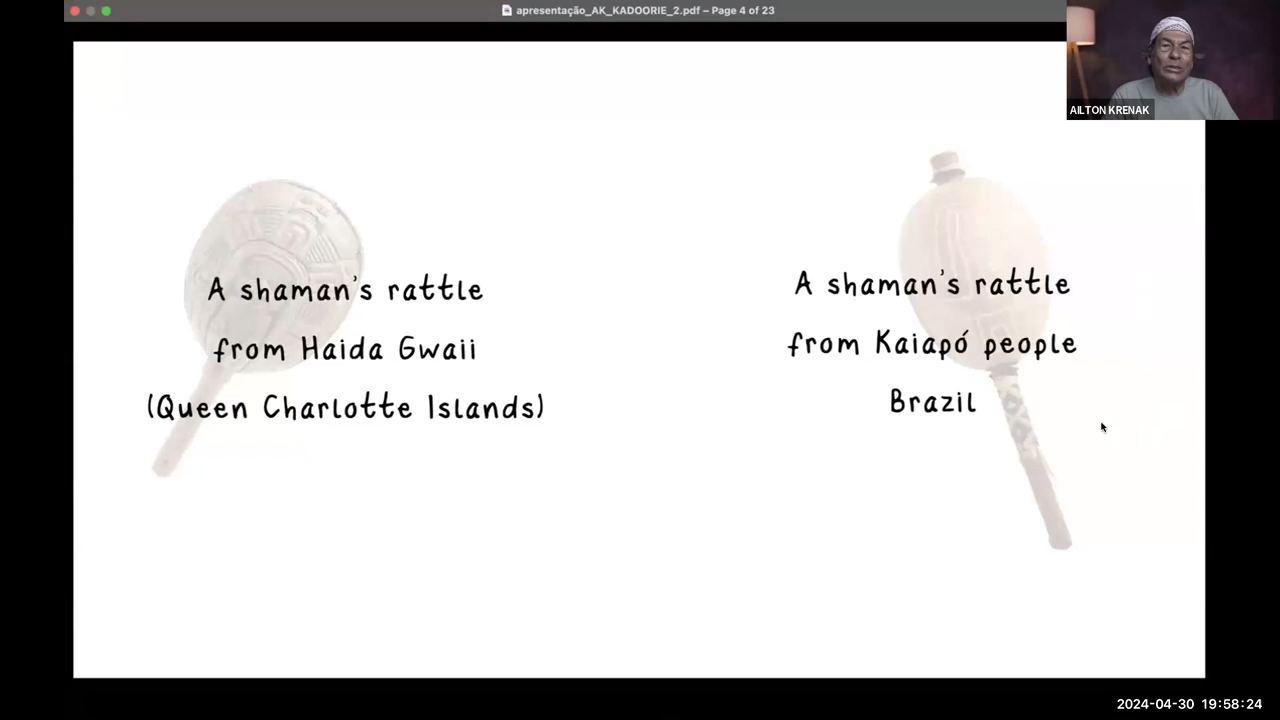 apresentação_AK_KADOORIE_2.pdf – Page 4 of 23
AILTON KRENAK
A shaman's rattle
from Haida Gwaii
(Queen Charlotte Islands)
A shaman's rattle
from Kaiapó people
Brazil
2024-04-30 19:58:24